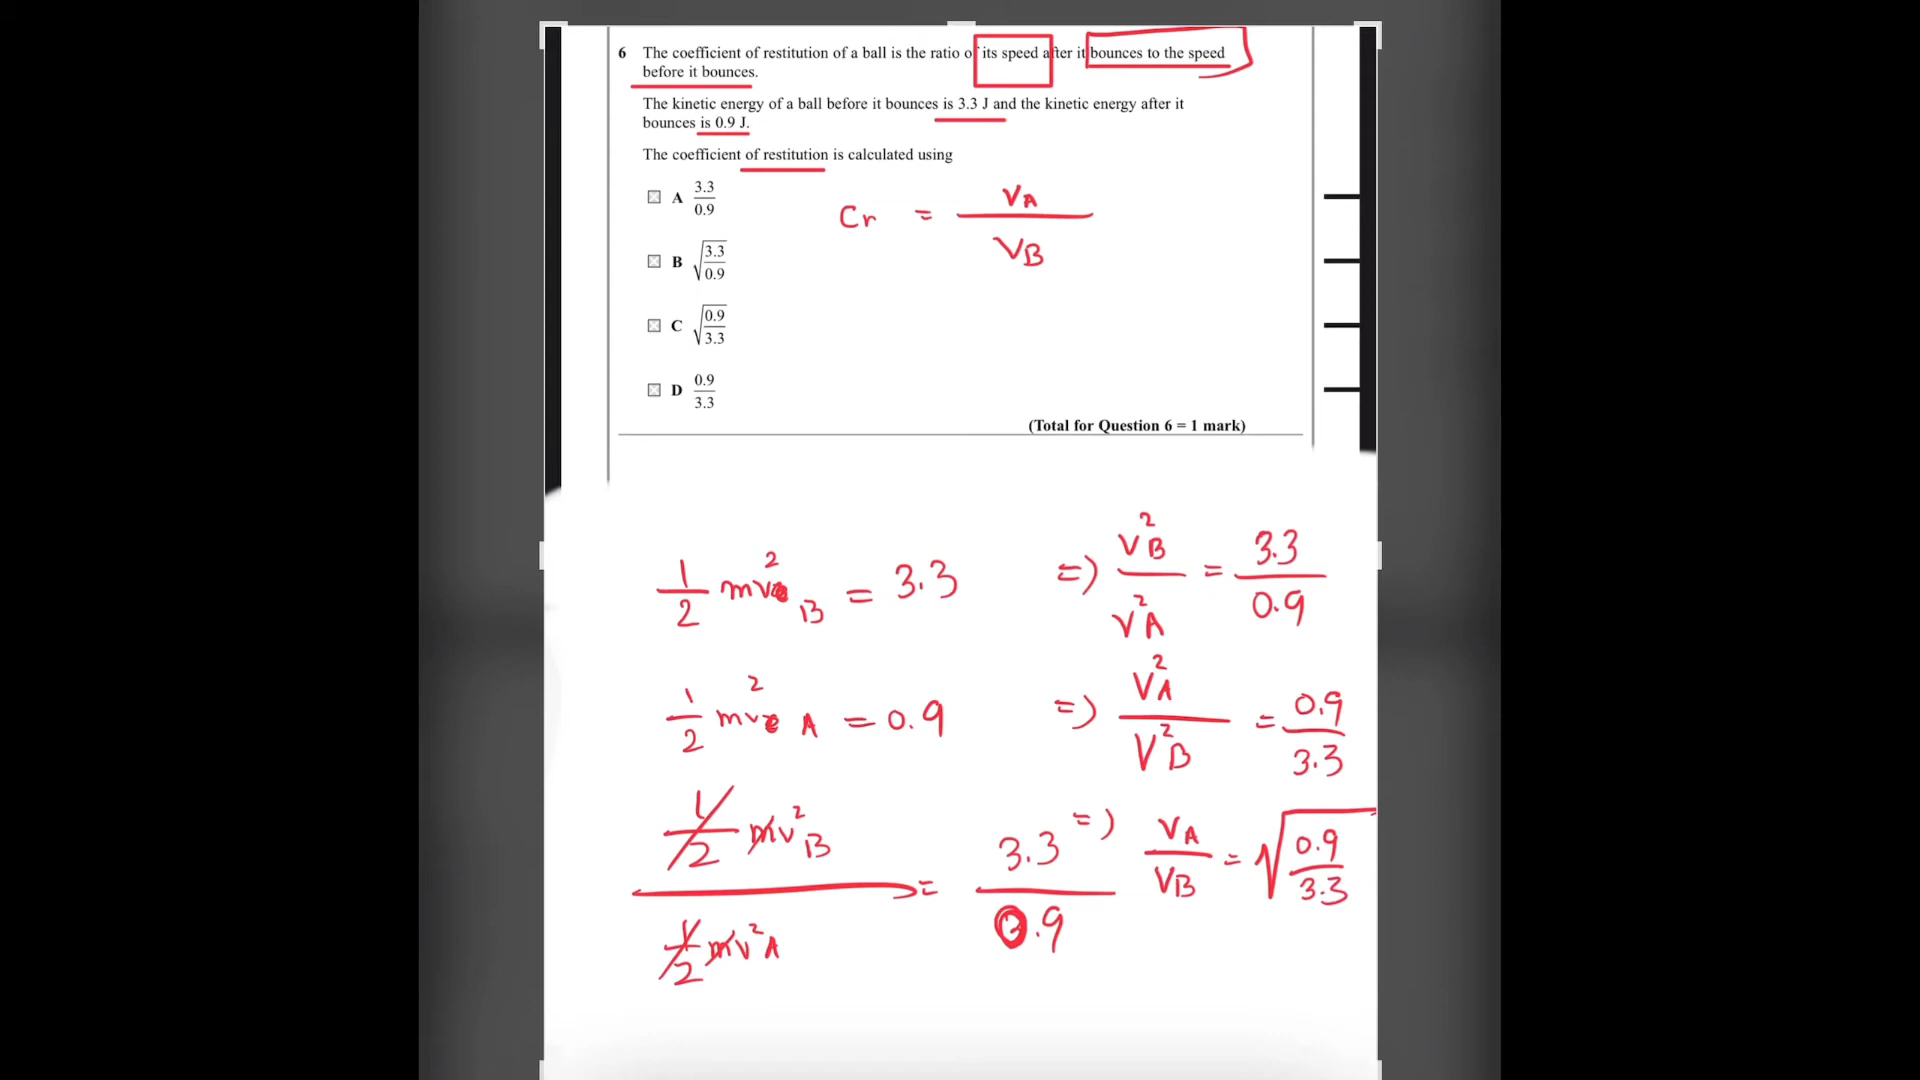 6 The coefficient of restitution of a ball is the ratio of its speed after it bounces to the speed
before it bounces.
The kinetic energy of a ball before it bounces is 3.3 J and the kinetic energy after it
bounces is 0.9 J.
The coefficient of restitution is calculated using
A 3.3/0.9
B √(3.3/0.9)
C √(0.9/3.3)
D 0.9/3.3
Cr = VA/VB
(Total for Question 6 = 1 mark)
1/2 mv²B = 3.3
1/2 mv² A = 0.9
1/2 mv²B / 1/2 mv²A = 3.3/0.9
=) V²B/V²A = 3.3/0.9
=) V²A/V²B = 0.9/3.3
=) VA/VB = √(0.9/3.3)